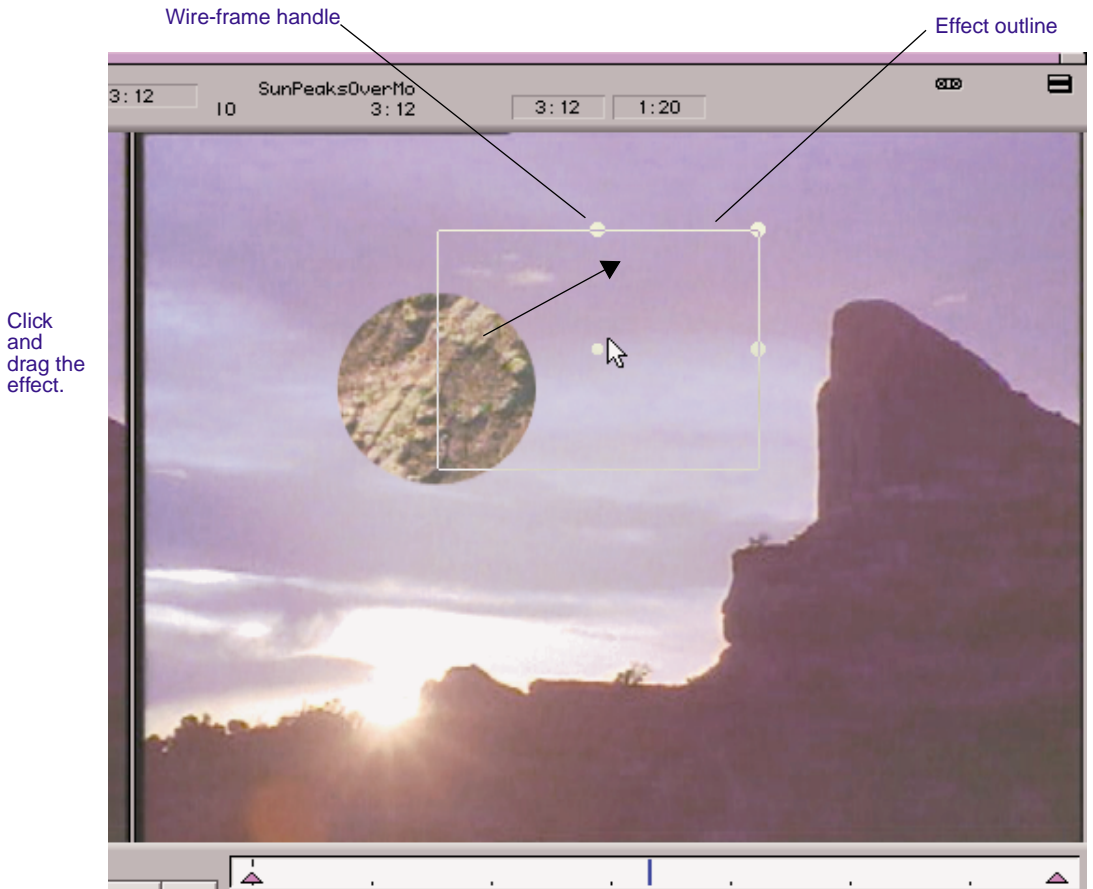 Wire-frame handle
Effect outline
3:12
IO
SunPeaksOverMo
3:12
3:12
1:20
Click
and
drag the
effect.